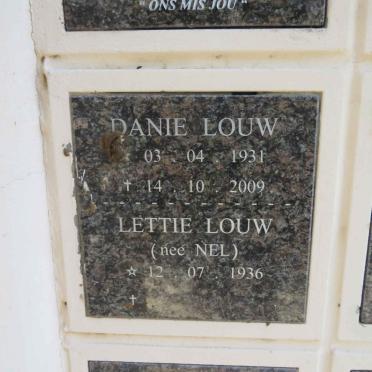 "ONS MIS JOU"
DANIE LOUW
☆ 03 . 04 . 1931
† 14 . 10 . 2009
LETTIE LOUW
(nee NEL)
☆ 12 . 07 . 1936
†